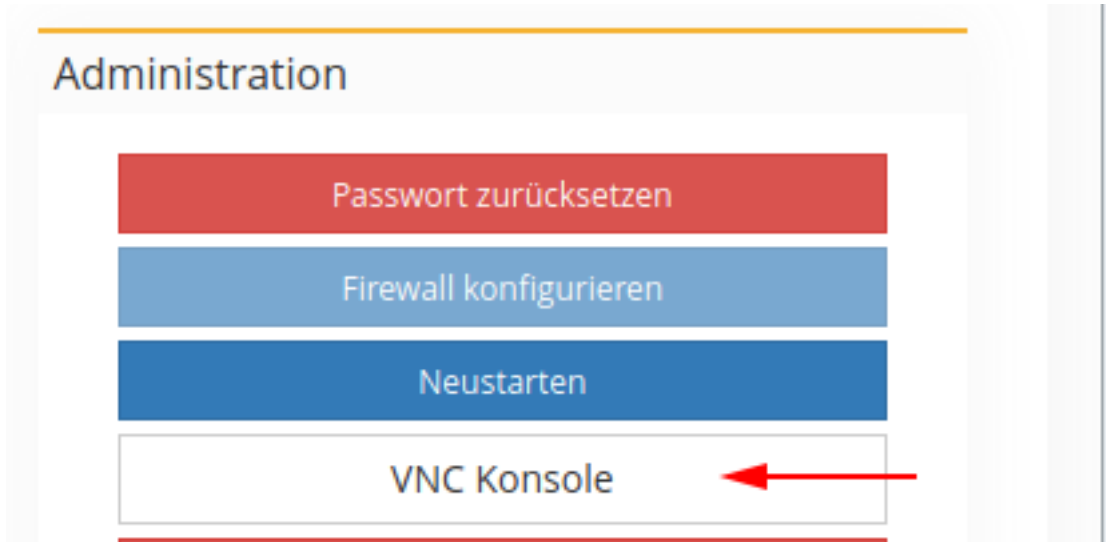 Administration
Passwort zurücksetzen
Firewall konfigurieren
Neustarten
VNC Konsole